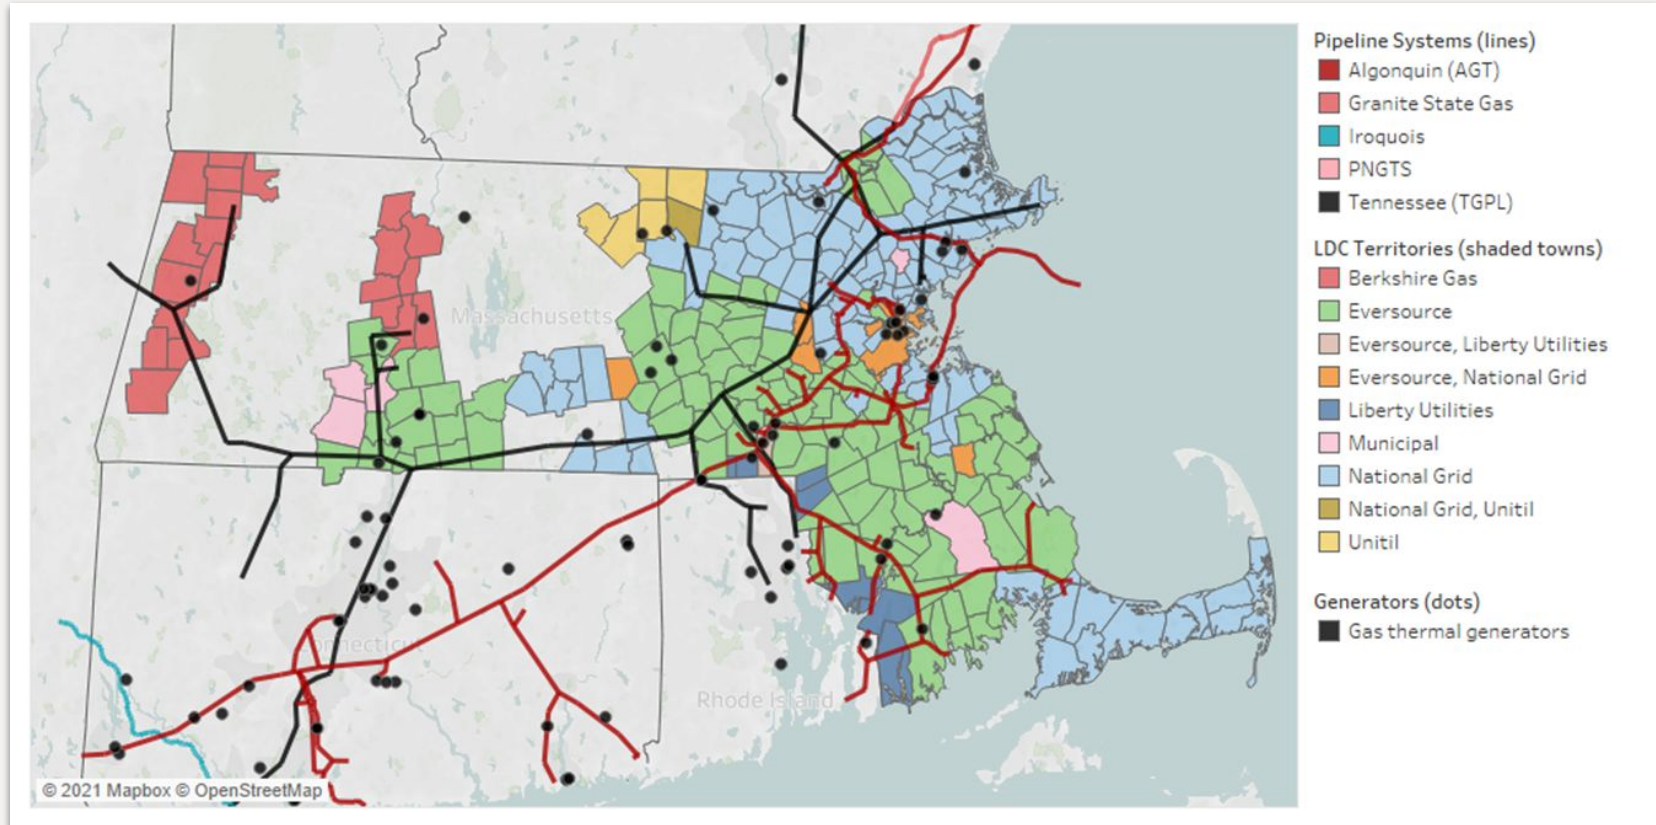 Massachusetts
Connecticut
Rhode Island
© 2021 Mapbox © OpenStreetMap
Pipeline Systems (lines)
Algonquin (AGT)
Granite State Gas
Iroquois
PNGTS
Tennessee (TGPL)
LDC Territories (shaded towns)
Berkshire Gas
Eversource
Eversource, Liberty Utilities
Eversource, National Grid
Liberty Utilities
Municipal
National Grid
National Grid, Unitil
Unitil
Generators (dots)
Gas thermal generators